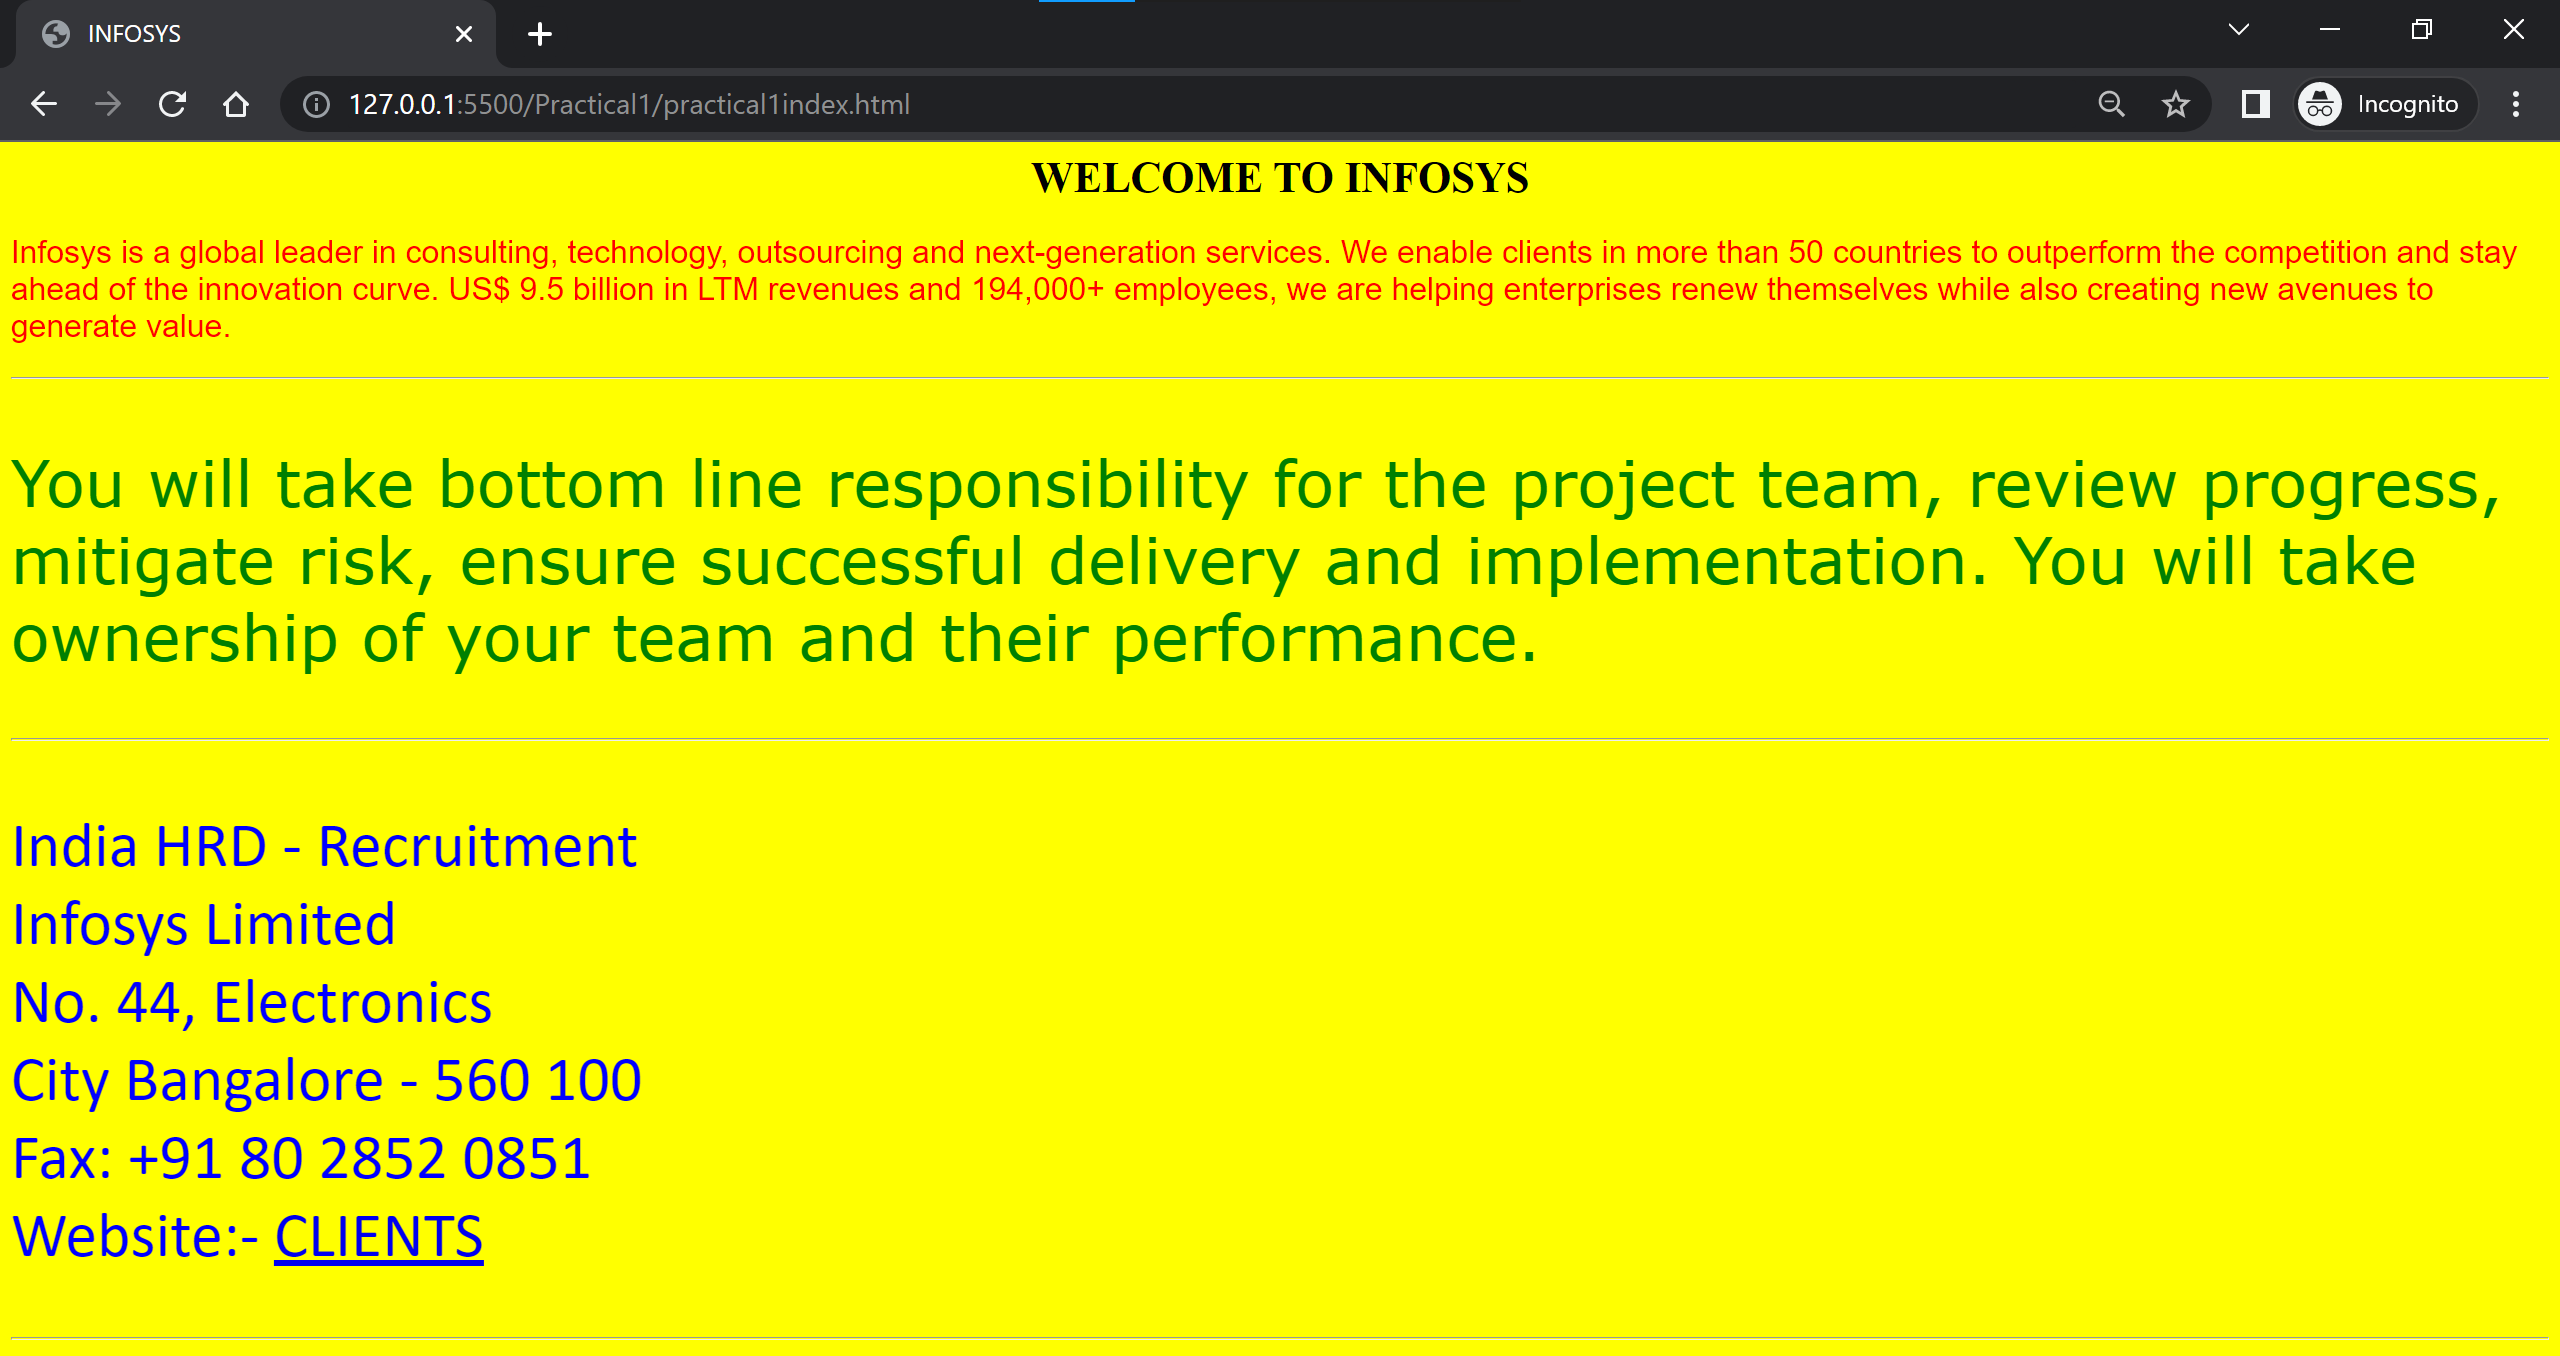 INFOSYS
127.0.0.1:5500/Practical1/practical1index.html
Incognito
WELCOME TO INFOSYS
Infosys is a global leader in consulting, technology, outsourcing and next-generation services. We enable clients in more than 50 countries to outperform the competition and stay
ahead of the innovation curve. US$ 9.5 billion in LTM revenues and 194,000+ employees, we are helping enterprises renew themselves while also creating new avenues to
generate value.
You will take bottom line responsibility for the project team, review progress,
mitigate risk, ensure successful delivery and implementation. You will take
ownership of your team and their performance.
India HRD - Recruitment
Infosys Limited
No. 44, Electronics
City Bangalore - 560 100
Fax: +91 80 2852 0851
Website:- CLIENTS